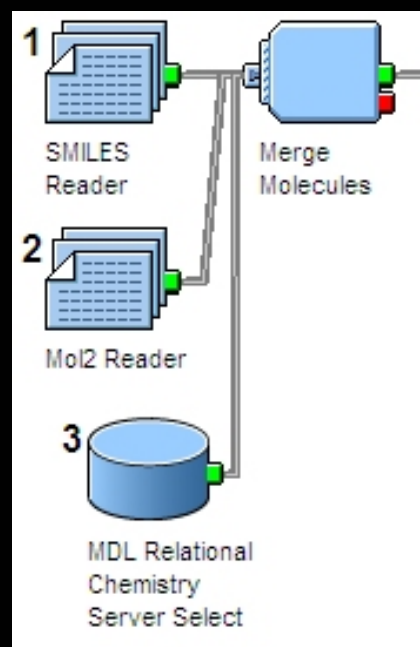 1
SMILES
Reader
Merge
Molecules
2
Mol2 Reader
3
MDL Relational
Chemistry
Server Select